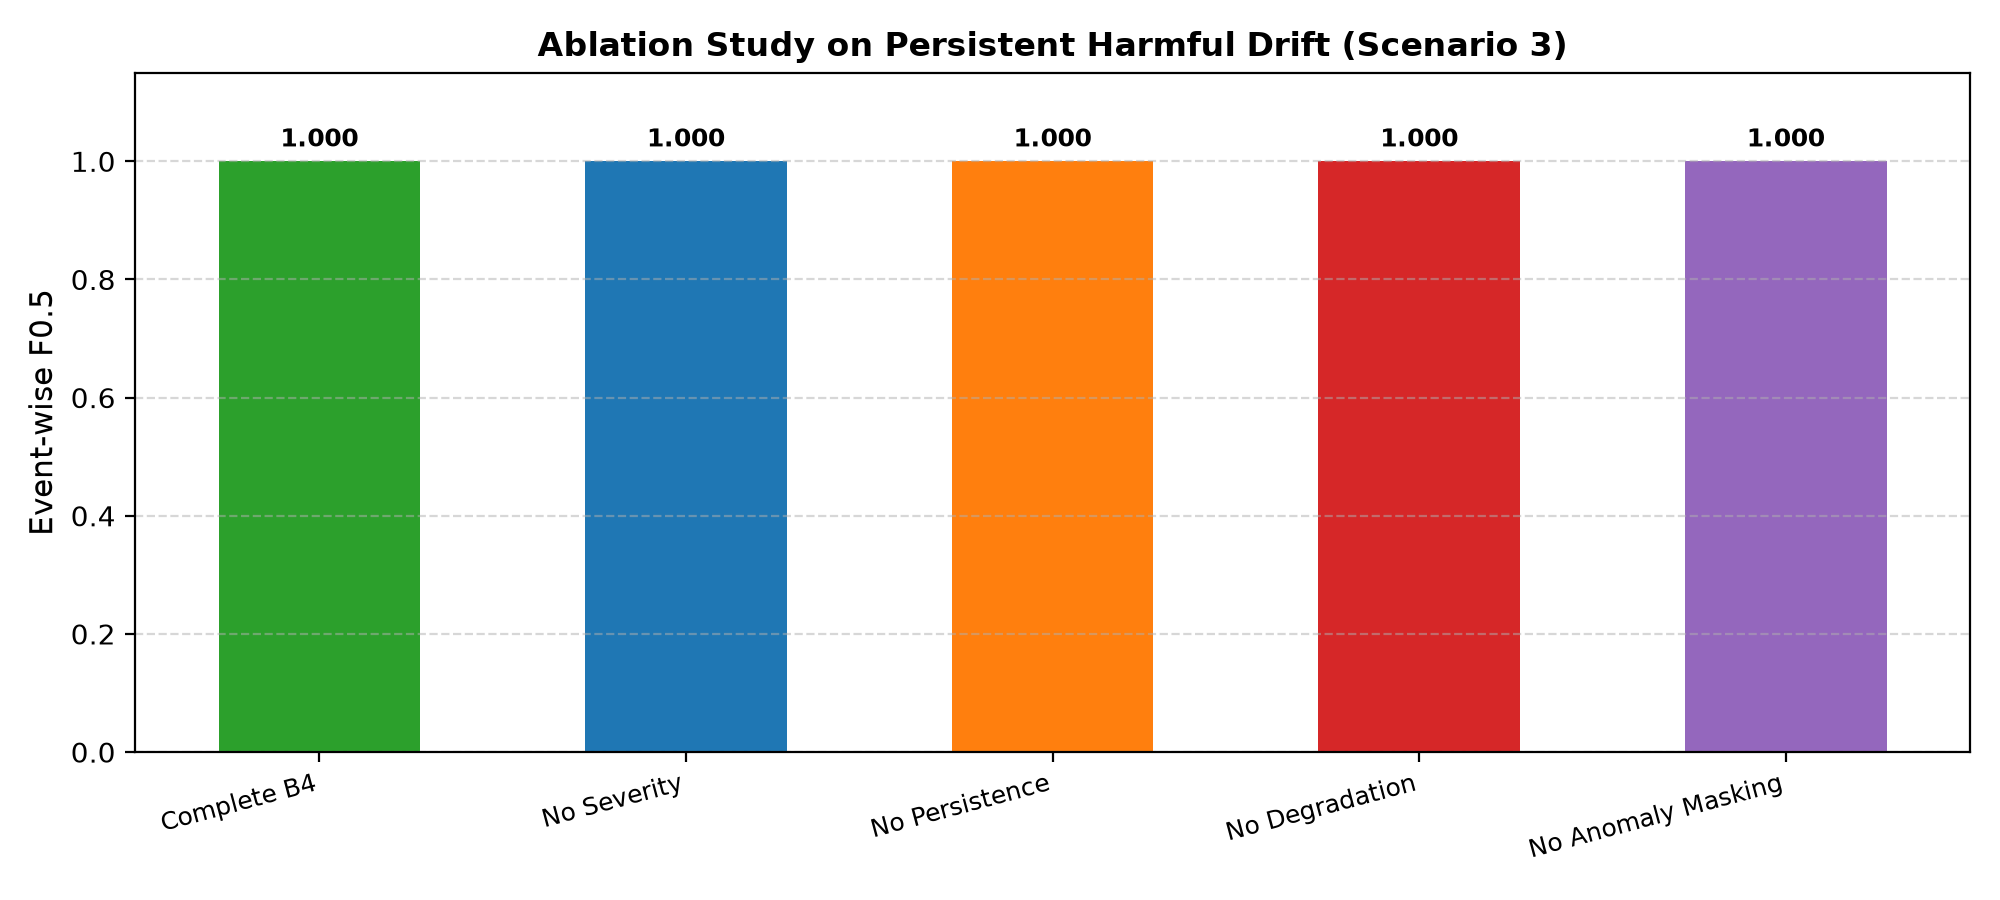 Ablation Study on Persistent Harmful Drift (Scenario 3)
Event-wise F0.5
1.0
0.8
0.6
0.4
0.2
0.0
1.000
1.000
1.000
1.000
1.000
Complete B4
No Severity
No Persistence
No Degradation
No Anomaly Masking